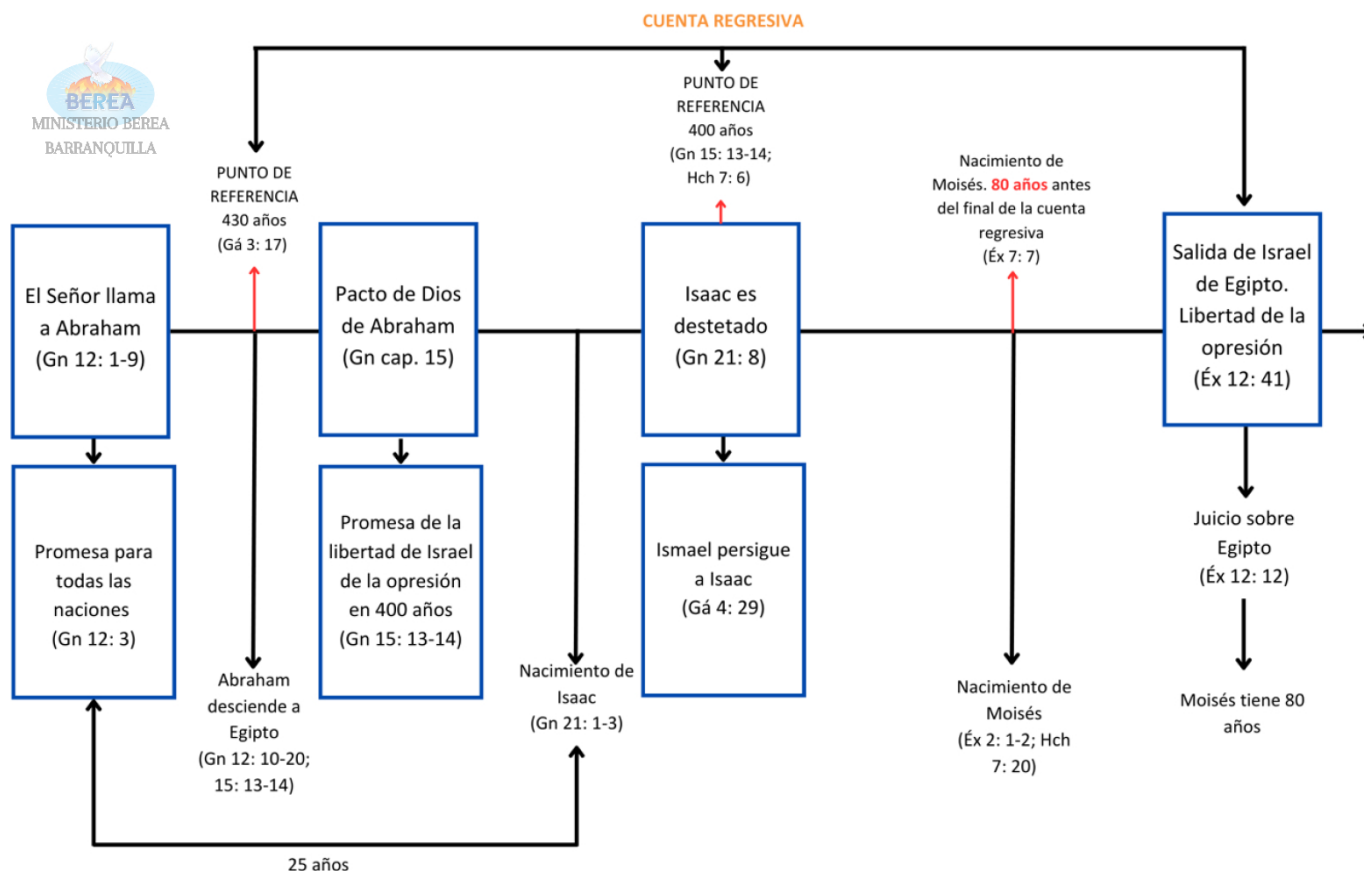 CUENTA REGRESIVA
BEREA
MINISTERIO BEREA
BARRANQUILLA
PUNTO DE
REFERENCIA
430 años
(Gá 3: 17)
PUNTO DE
REFERENCIA
400 años
(Gn 15: 13-14;
Hch 7: 6)
Nacimiento de
Moisés. 80 años antes
del final de la cuenta
regresiva
(Éx 7: 7)
El Señor llama
a Abraham
(Gn 12: 1-9)
Pacto de Dios
de Abraham
(Gn cap. 15)
Isaac es
destetado
(Gn 21: 8)
Salida de Israel
de Egipto.
Libertad de la
opresión
(Éx 12: 41)
Promesa para
todas las
naciones
(Gn 12: 3)
Promesa de la
libertad de Israel
de la opresión
en 400 años
(Gn 15: 13-14)
Ismael persigue
a Isaac
(Gá 4: 29)
Juicio sobre
Egipto
(Éx 12: 12)
Abraham
desciende a
Egipto
(Gn 12: 10-20;
15: 13-14)
Nacimiento de
Isaac
(Gn 21: 1-3)
Nacimiento de
Moisés
(Éx 2: 1-2; Hch
7: 20)
Moisés tiene 80
años
25 años